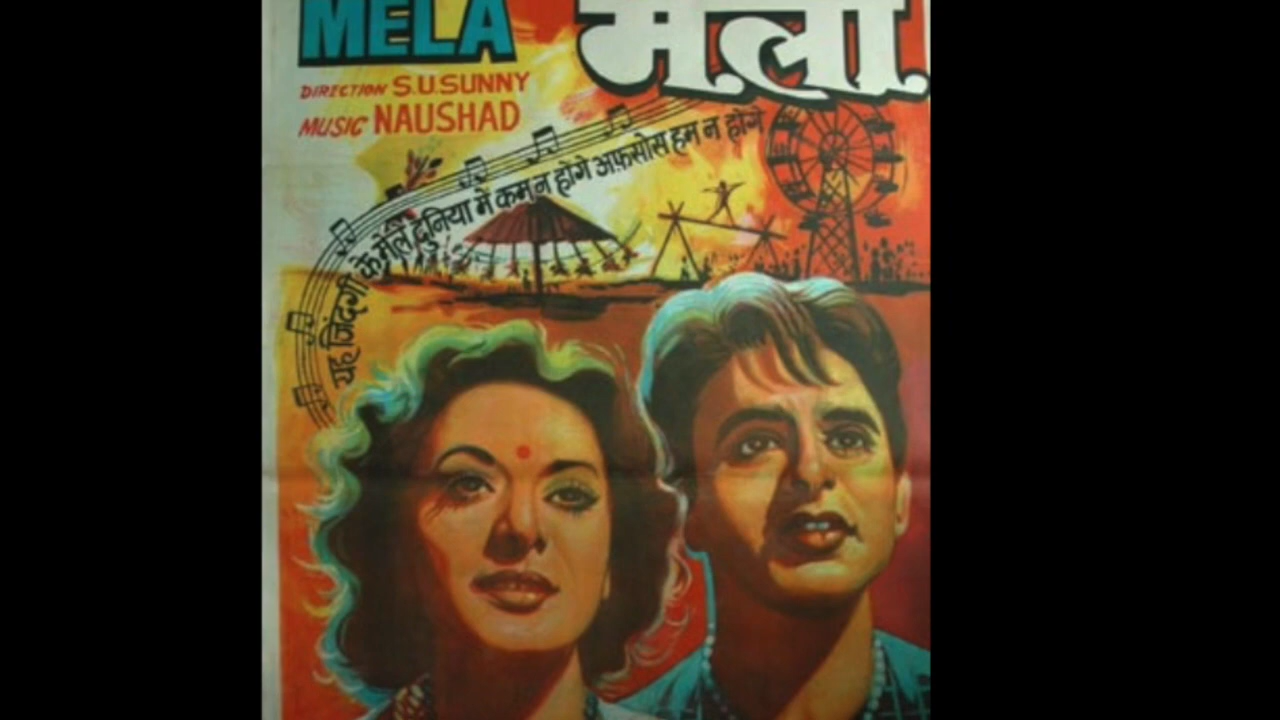 MELA
मेला
DIRECTION S.U.SUNNY
MUSIC NAUSHAD
यह जिंदगी के मेले दुनिया में कम न होंगे अफ़सोस हम न होंगे